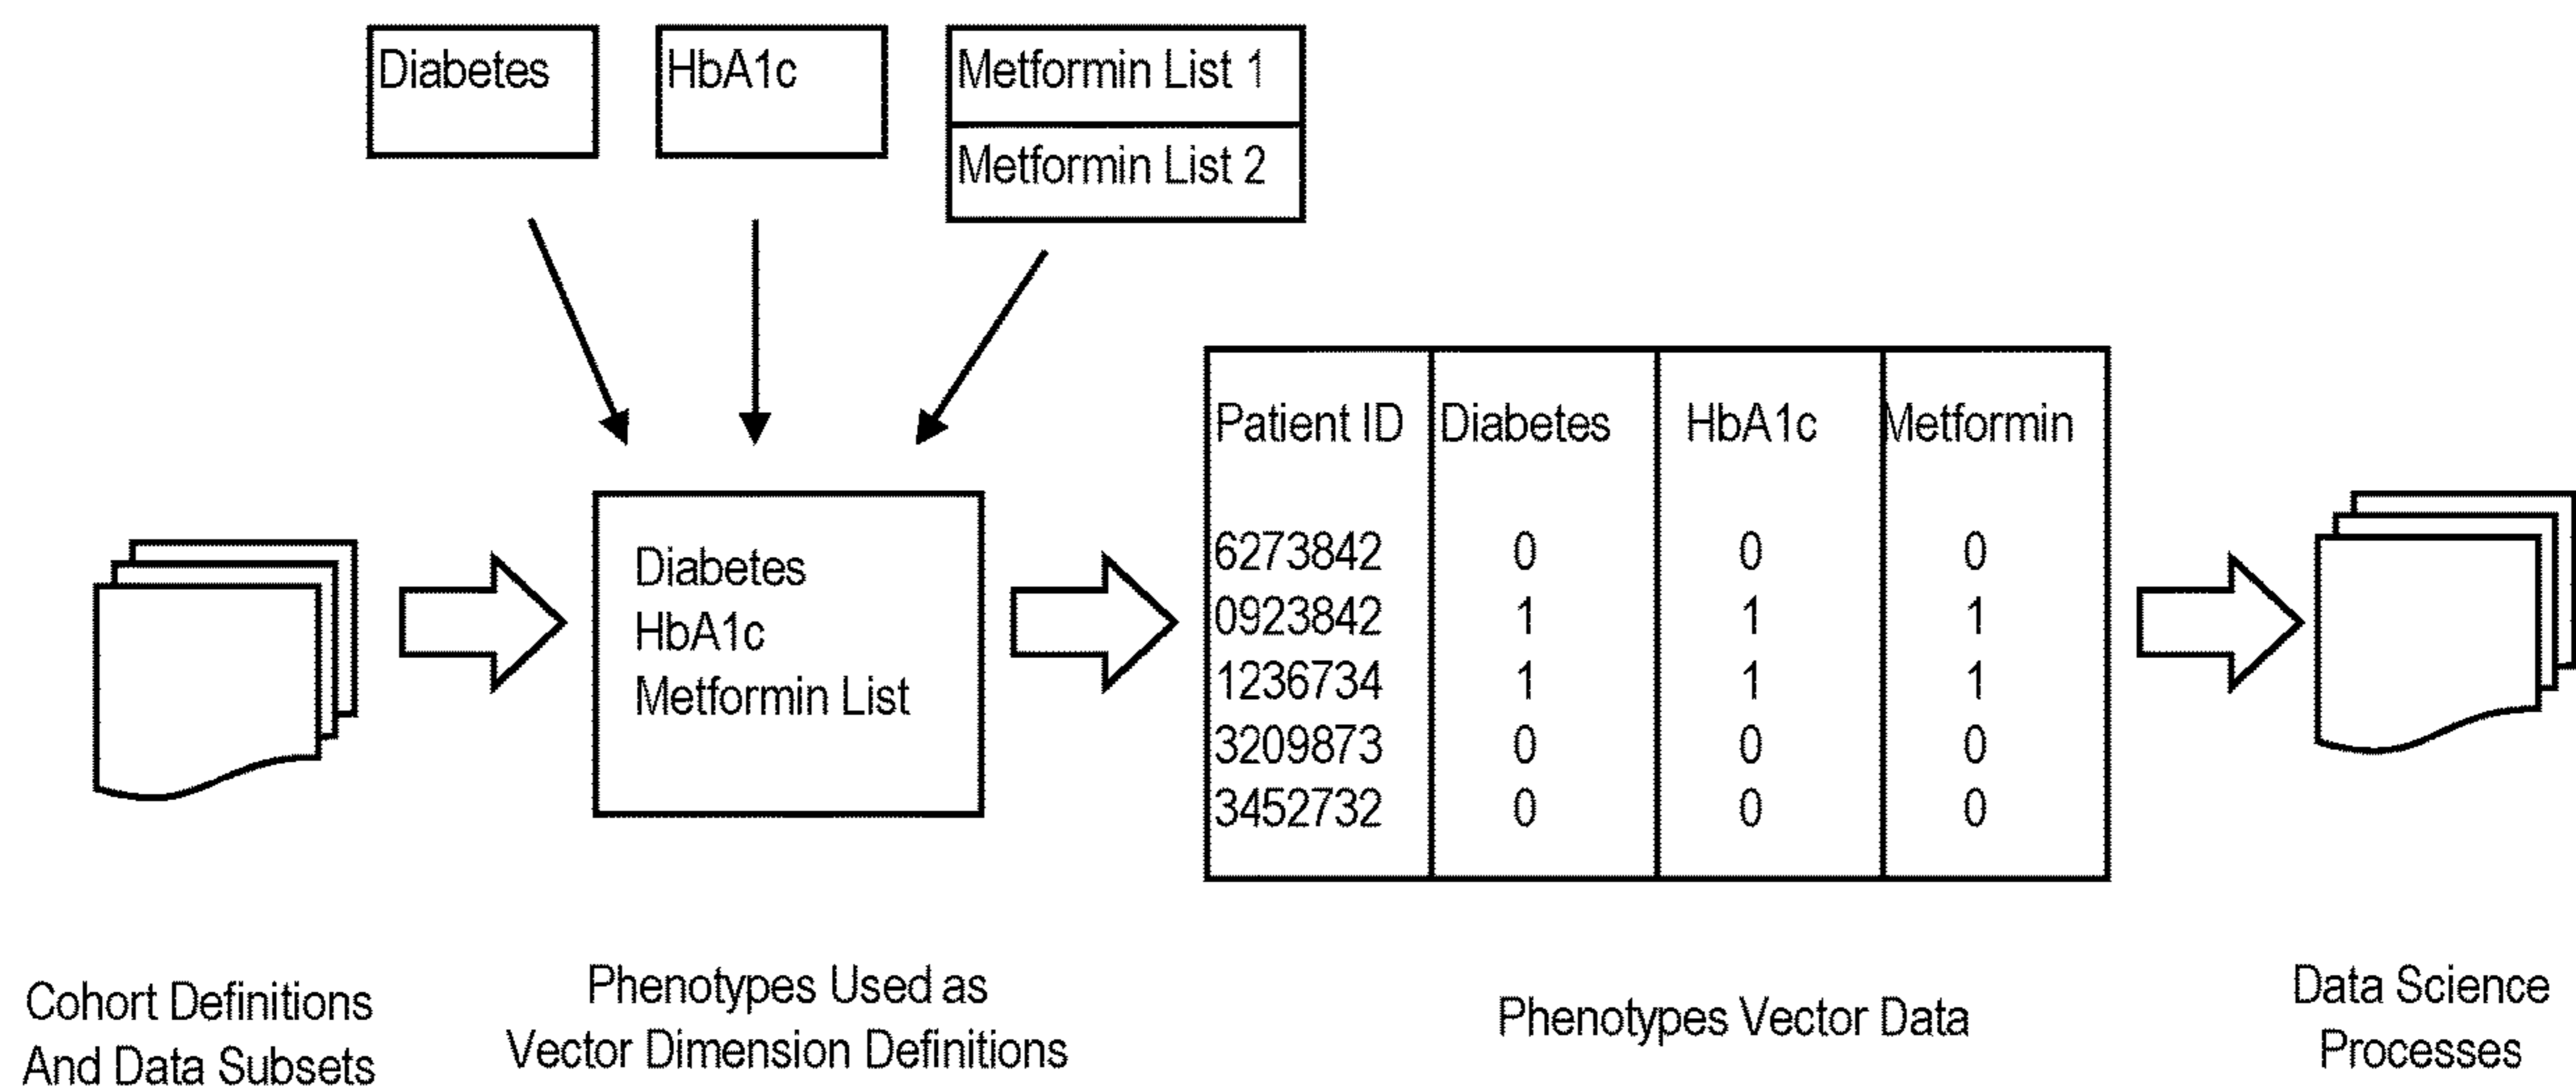 Diabetes
HbA1c
Metformin List 1
Metformin List 2
Diabetes
HbA1c
Metformin List
Patient ID Diabetes HbA1c Metformin
6273842 0 0 0
0923842 1 1 1
1236734 1 1 1
3209873 0 0 0
3452732 0 0 0
Cohort Definitions
And Data Subsets
Phenotypes Used as
Vector Dimension Definitions
Phenotypes Vector Data
Data Science
Processes